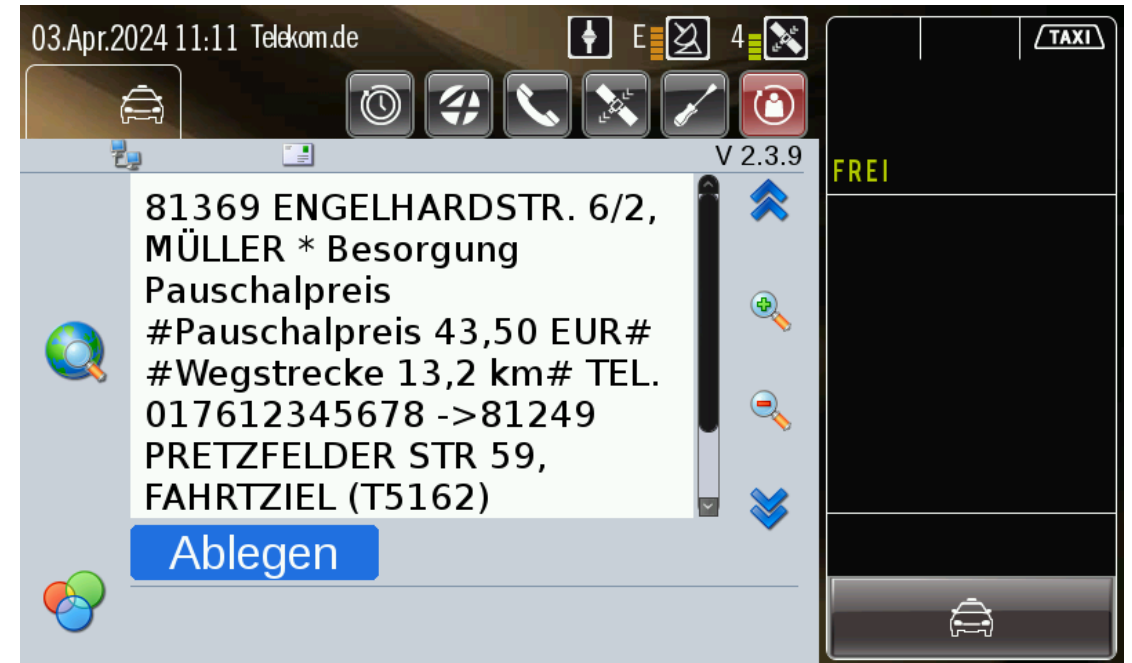 03.Apr.2024 11:11 Telekom.de E 4
TAXI
V 2.3.9
FREI
81369 ENGELHARDSTR. 6/2,
MÜLLER * Besorgung
Pauschalpreis
#Pauschalpreis 43,50 EUR#
#Wegstrecke 13,2 km# TEL.
017612345678 ->81249
PRETZFELDER STR 59,
FAHRTZIEL (T5162)
Ablegen